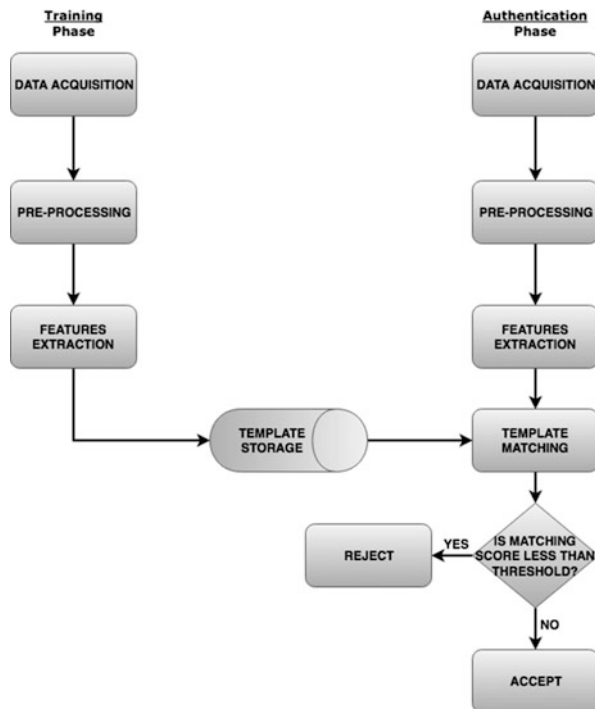 Training
Phase
DATA ACQUISITION
PRE-PROCESSING
FEATURES
EXTRACTION
TEMPLATE
STORAGE
Authentication
Phase
DATA ACQUISITION
PRE-PROCESSING
FEATURES
EXTRACTION
TEMPLATE
MATCHING
IS MATCHING
SCORE LESS THAN
THRESHOLD?
YES
REJECT
NO
ACCEPT